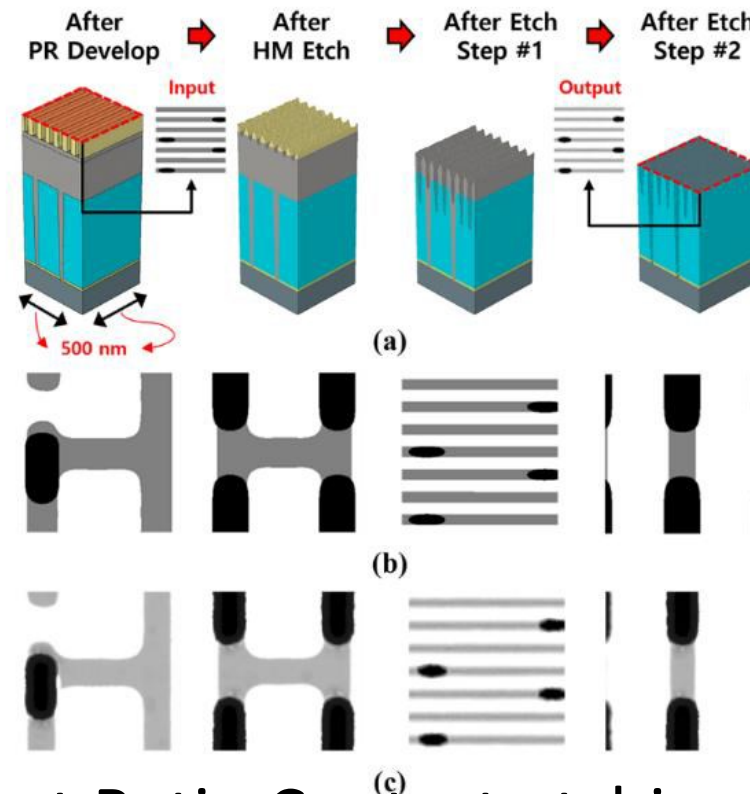 After PR Develop
After HM Etch
After Etch Step #1
After Etch Step #2
Input
Output
500 nm
(a)
(b)
(c)